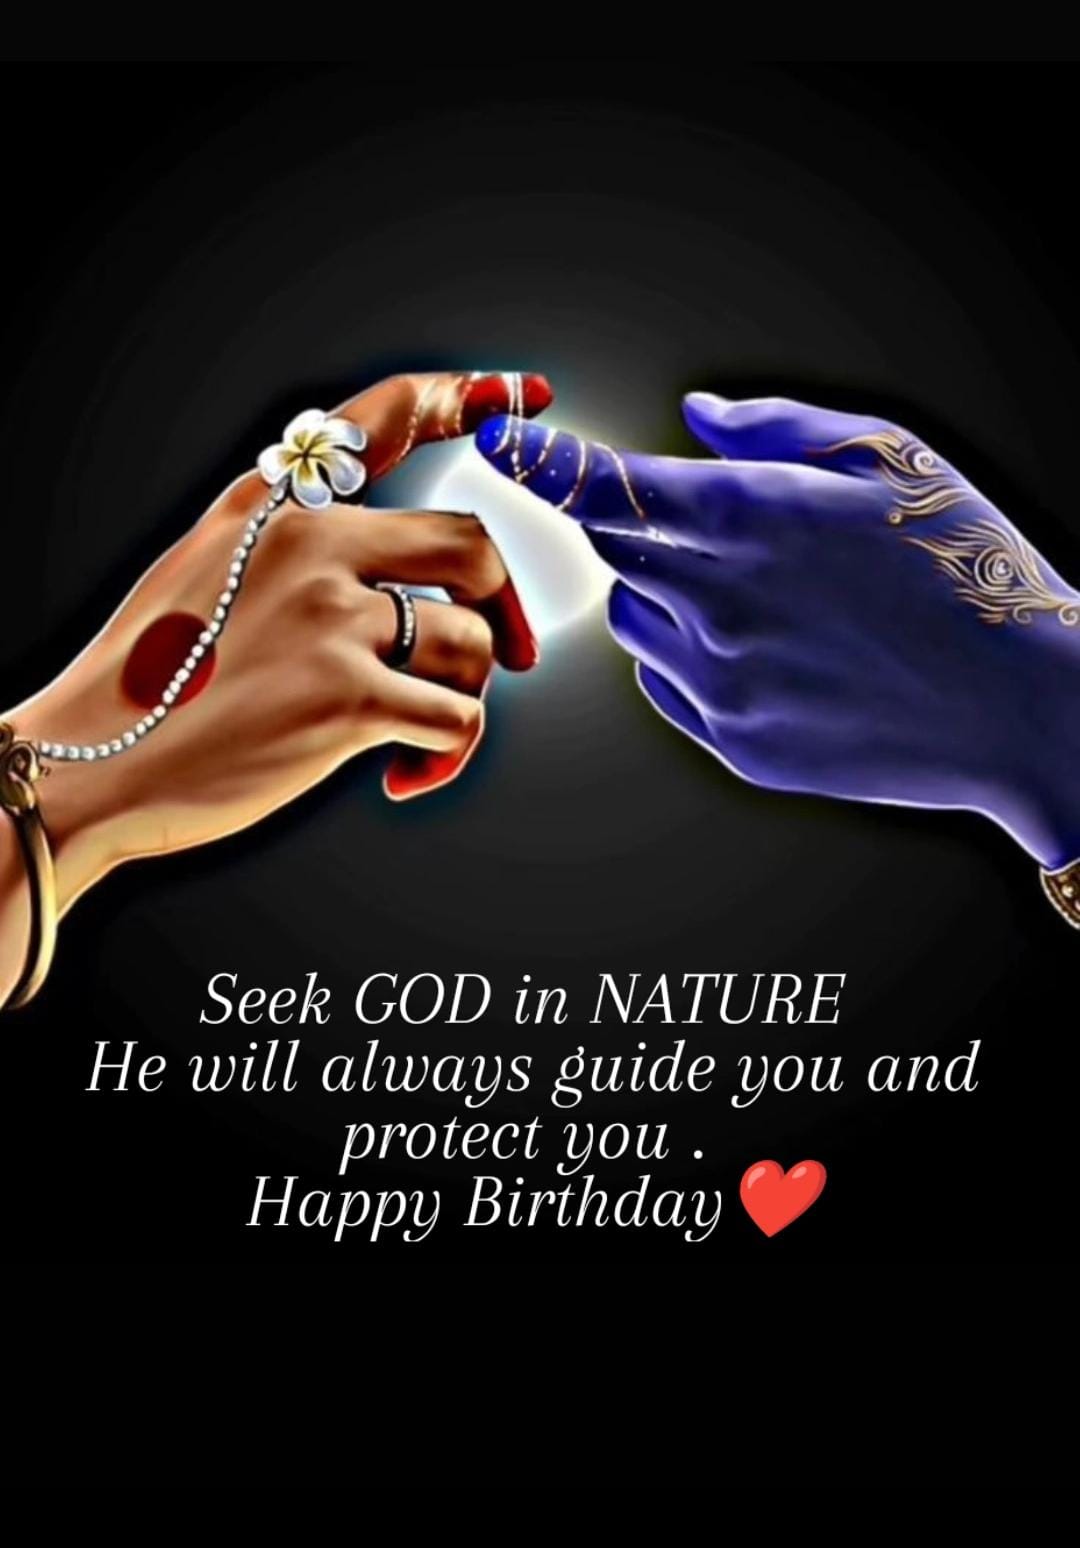 Seek GOD in NATURE
He will always guide you and
protect you .
Happy Birthday ❤️